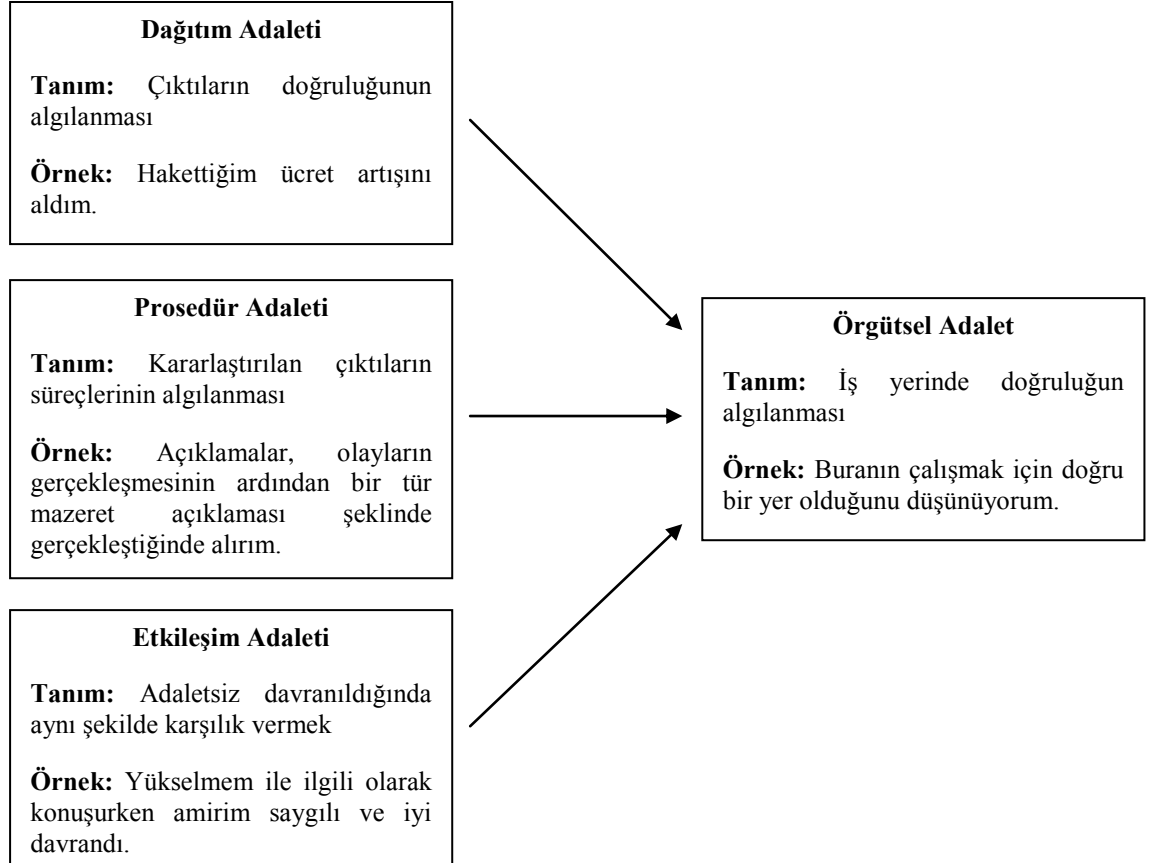 Dağıtım Adaleti
Tanım: Çıktıların doğruluğunun
algılanması
Örnek: Hakettiğim ücret artışını
aldım.
Prosedür Adaleti
Tanım: Kararlaştırılan çıktıların
süreçlerinin algılanması
Örnek: Açıklamalar, olayların
gerçekleşmesinin ardından bir tür
mazeret açıklaması şeklinde
gerçekleştiğinde alırım.
Etkileşim Adaleti
Tanım: Adaletsiz davranıldığında
aynı şekilde karşılık vermek
Örnek: Yükselmem ile ilgili olarak
konuşurken amirim saygılı ve iyi
davrandı.
Örgütsel Adalet
Tanım: İş yerinde doğruluğun
algılanması
Örnek: Buranın çalışmak için doğru
bir yer olduğunu düşünüyorum.